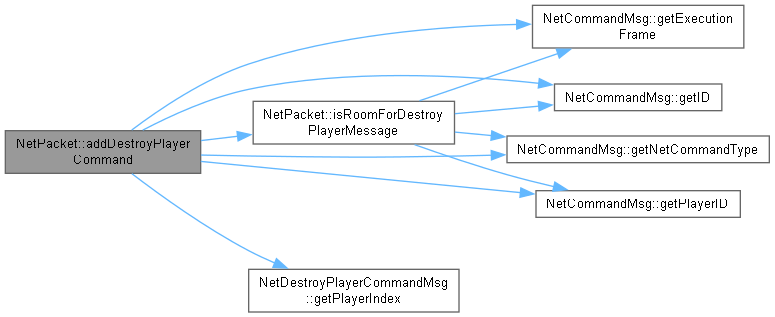 NetPacket::addDestroyPlayer
Command
NetPacket::isRoomForDestroy
PlayerMessage
NetCommandMsg::getExecution
Frame
NetCommandMsg::getID
NetCommandMsg::getNetCommandType
NetCommandMsg::getPlayerID
NetDestroyPlayerCommandMsg
::getPlayerIndex